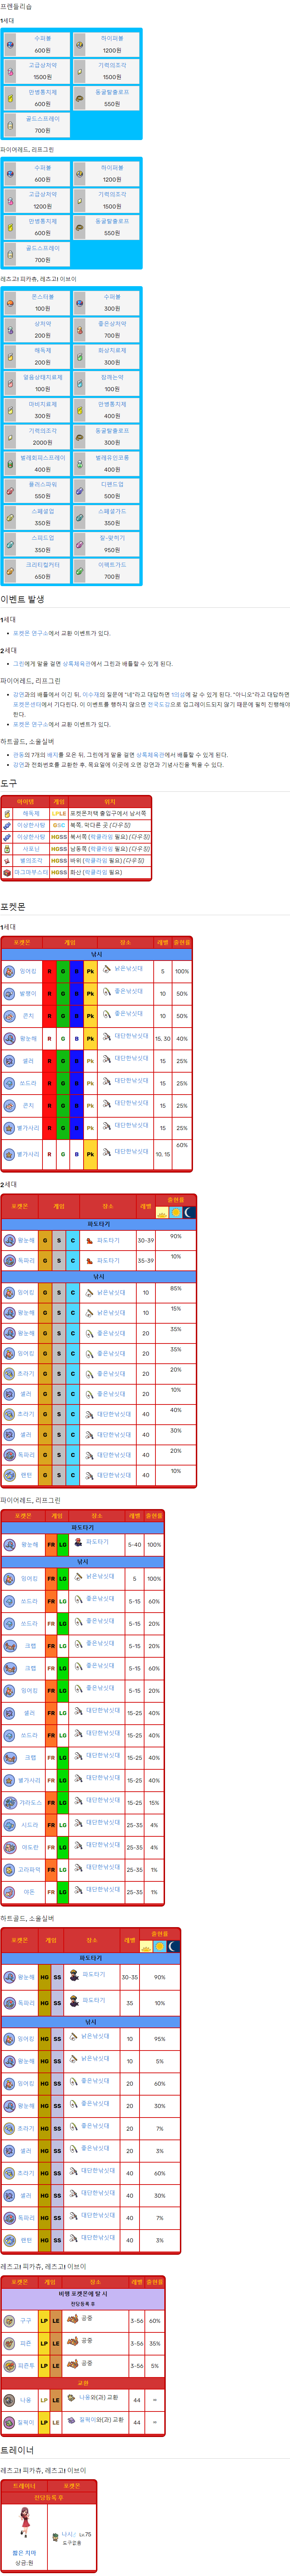 프렌들리숍
1세대
수퍼볼
600원
하이퍼볼
1200원
고급상처약
1500원
기력의조각
1500원
만병통치제
600원
동굴탈출로프
550원
골드스프레이
700원
파이어레드, 리프그린
수퍼볼
600원
하이퍼볼
1200원
고급상처약
1200원
기력의조각
1500원
만병통치제
600원
동굴탈출로프
550원
골드스프레이
700원
레츠고! 피카츄, 레츠고! 이브이
몬스터볼
100원
수퍼볼
300원
상처약
200원
좋은상처약
700원
해독제
200원
화상치료제
300원
얼음상태치료제
100원
잠깨는약
100원
마비치료제
300원
만병통치제
400원
기력의조각
2000원
동굴탈출로프
300원
벌레회피스프레이
400원
벌레유인코롱
400원
플러스파워
550원
디펜드업
500원
스페셜업
350원
스페셜가드
350원
스피드업
350원
잘-맞히기
950원
크리티컬커터
650원
이펙트가드
700원
이벤트 발생
1세대
포켓몬 연구소에서 교환 이벤트가 있다.
2세대
그린에게 말을 걸면 상록체육관에서 그린과 배틀할 수 있게 된다.
파이어레드, 리프그린
강연과의 배틀에서 이긴 뒤, 이수재의 질문에 "네"라고 대답하면 1의섬에 갈 수 있게 된다. "아니오"라고 대답하면
포켓몬센터에서 기다린다. 이 이벤트를 행하지 않으면 전국도감으로 업그레이드되지 않기 때문에 필히 진행해야
한다.
포켓몬 연구소에서 교환 이벤트가 있다.
하트골드, 소울실버
관동의 7개의 배지를 모은 뒤, 그린에게 말을 걸면 상록체육관에서 배틀할 수 있게 된다.
강연과 전화번호를 교환한 후, 목요일에 이곳에 오면 강연과 기념사진을 찍을 수 있다.
도구
아이템 게임 위치
해독제 LPLE 포켓몬저택 출입구에서 남서쪽
이상한사탕 GSC 북쪽, 막다른 곳 (다우징)
이상한사탕 HGSS 북서쪽 (락클라임 필요) (다우징)
사포닌 HGSS 남동쪽 (락클라임 필요) (다우징)
별의조각 HGSS 바위 (락클라임 필요) (다우징)
마그마부스터 HGSS 화산 (락클라임 필요)
포켓몬
1세대
포켓몬 게임 장소 레벨 출현률
낚시
잉어킹 R G B Pk 낡은낚싯대 5 100%
발챙이 R G B Pk 좋은낚싯대 10 50%
콘치 R G B Pk 좋은낚싯대 10 50%
왕눈해 R G B Pk 대단한낚싯대 15, 30 40%
셀러 R G B Pk 대단한낚싯대 15 25%
쏘드라 R G B Pk 대단한낚싯대 15 25%
콘치 R G B Pk 대단한낚싯대 15 25%
별가사리 R G B Pk 대단한낚싯대 15 25%
별가사리 R G B Pk 대단한낚싯대 10, 15 60%
2세대
포켓몬 게임 장소 레벨 출현률
파도타기
왕눈해 G S C 파도타기 30-39 90%
독파리 G S C 파도타기 35-39 10%
낚시
잉어킹 G S C 낡은낚싯대 10 85%
왕눈해 G S C 낡은낚싯대 10 15%
왕눈해 G S C 좋은낚싯대 20 35%
잉어킹 G S C 좋은낚싯대 20 35%
초라기 G S C 좋은낚싯대 20 20%
셀러 G S C 좋은낚싯대 20 10%
초라기 G S C 대단한낚싯대 40 40%
셀러 G S C 대단한낚싯대 40 30%
독파리 G S C 대단한낚싯대 40 20%
랜턴 G S C 대단한낚싯대 40 10%
파이어레드, 리프그린
포켓몬 게임 장소 레벨 출현률
파도타기
왕눈해 FR LG 파도타기 5-40 100%
낚시
잉어킹 FR LG 낡은낚싯대 5 100%
쏘드라 FR LG 좋은낚싯대 5-15 60%
쏘드라 FR LG 좋은낚싯대 5-15 20%
크랩 FR LG 좋은낚싯대 5-15 20%
크랩 FR LG 좋은낚싯대 5-15 60%
잉어킹 FR LG 좋은낚싯대 5-15 20%
셀러 FR LG 대단한낚싯대 15-25 40%
쏘드라 FR LG 대단한낚싯대 15-25 40%
크랩 FR LG 대단한낚싯대 15-25 40%
별가사리 FR LG 대단한낚싯대 15-25 40%
갸라도스 FR LG 대단한낚싯대 15-25 15%
시드라 FR LG 대단한낚싯대 25-35 4%
야도란 FR LG 대단한낚싯대 25-35 4%
고라파덕 FR LG 대단한낚싯대 25-35 1%
야돈 FR LG 대단한낚싯대 25-35 1%
하트골드, 소울실버
포켓몬 게임 장소 레벨 출현률
파도타기
왕눈해 HG SS 파도타기 30-35 90%
독파리 HG SS 파도타기 35 10%
낚시
잉어킹 HG SS 낡은낚싯대 10 95%
왕눈해 HG SS 낡은낚싯대 10 5%
잉어킹 HG SS 좋은낚싯대 20 60%
왕눈해 HG SS 좋은낚싯대 20 30%
초라기 HG SS 좋은낚싯대 20 7%
셀러 HG SS 좋은낚싯대 20 3%
초라기 HG SS 대단한낚싯대 40 60%
셀러 HG SS 대단한낚싯대 40 30%
독파리 HG SS 대단한낚싯대 40 7%
랜턴 HG SS 대단한낚싯대 40 3%
레츠고! 피카츄, 레츠고! 이브이
포켓몬 게임 장소 레벨 출현률
비행 포켓몬에 탈 시
전당등록 후
구구 LP LE 공중 3-56 60%
피죤 LP LE 공중 3-56 35%
피죤투 LP LE 공중 3-56 5%
교환
나옹 LP LE 나옹와(과) 교환 44 ∞
질퍽이 LP LE 질퍽이와(과) 교환 44 ∞
트레이너
레츠고! 피카츄, 레츠고! 이브이
트레이너 포켓몬
전당등록 후
짧은 치마
상금:원
나시♂ Lv.75
도구없음